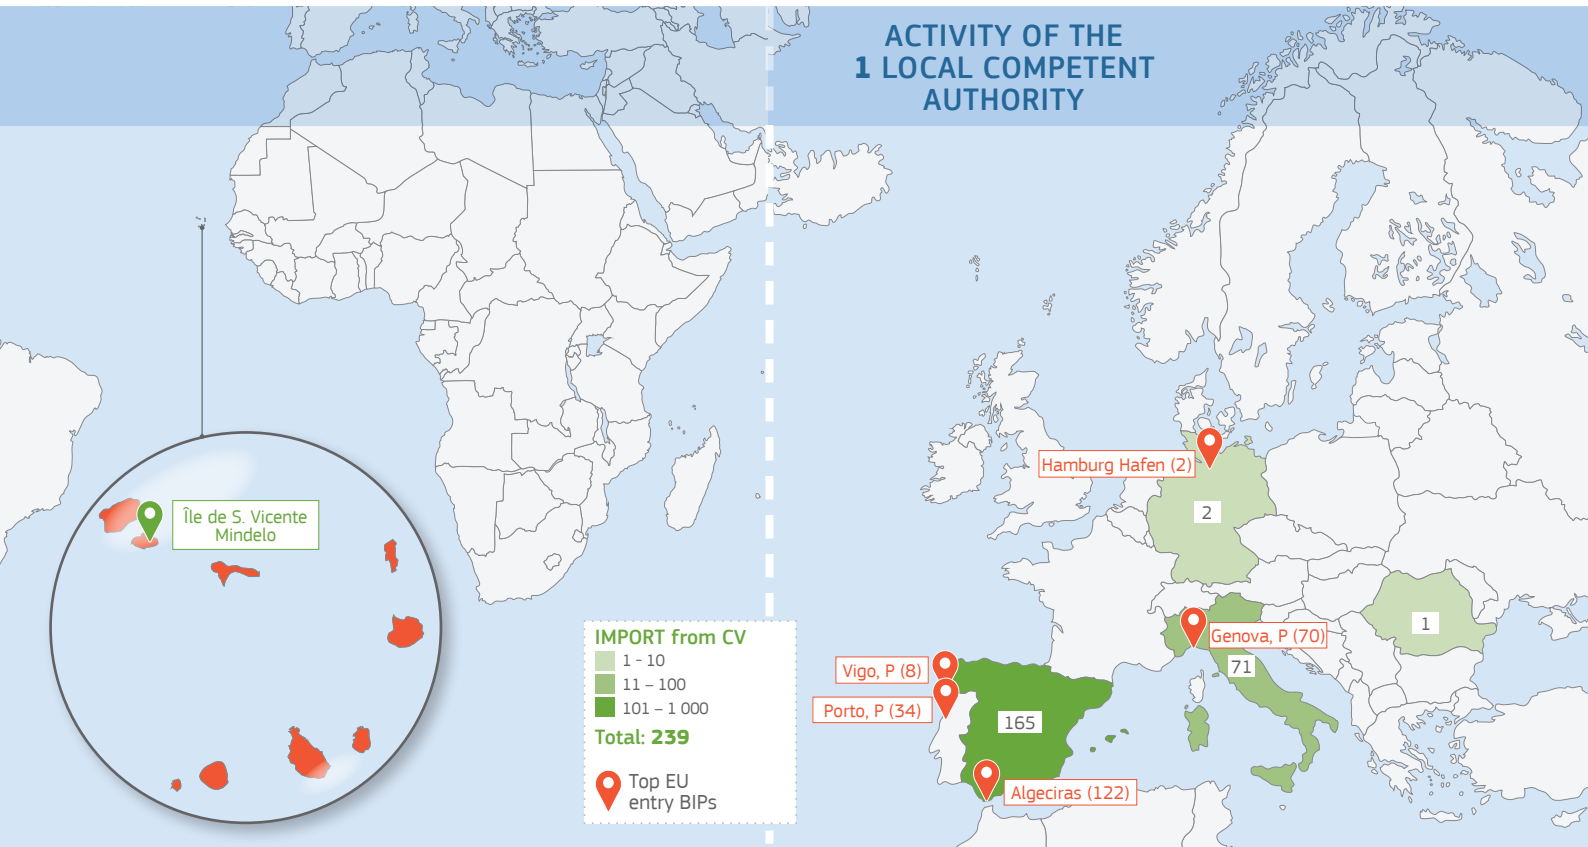 ACTIVITY OF THE
1 LOCAL COMPETENT
AUTHORITY
Hamburg Hafen (2)
2
Île de S. Vicente
Mindelo
1
Genova, P (70)
71
IMPORT from CV
1 - 10
11 – 100
101 – 1 000
Total: 239
Top EU
entry BIPs
Vigo, P (8)
Porto, P (34)
165
Algeciras (122)